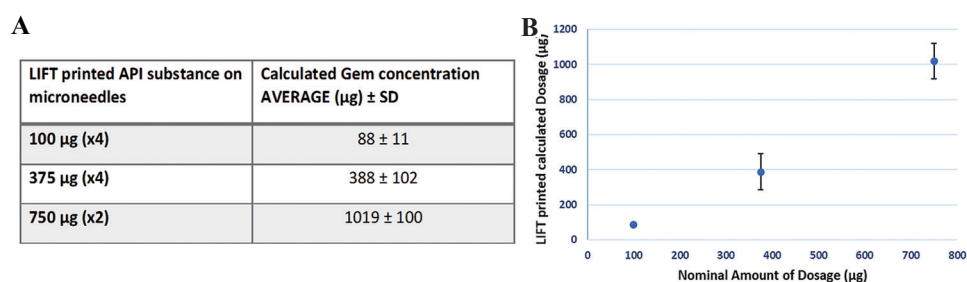 A
LIFT printed API substance on microneedles
Calculated Gem concentration AVERAGE (µg) ± SD
100 µg (x4)
88 ± 11
375 µg (x4)
388 ± 102
750 µg (x2)
1019 ± 100
B
LIFT printed calculated Dosage (µg)
1200
1000
800
600
400
200
0
0 100 200 300 400 500 600 700 800
Nominal Amount of Dosage (µg)